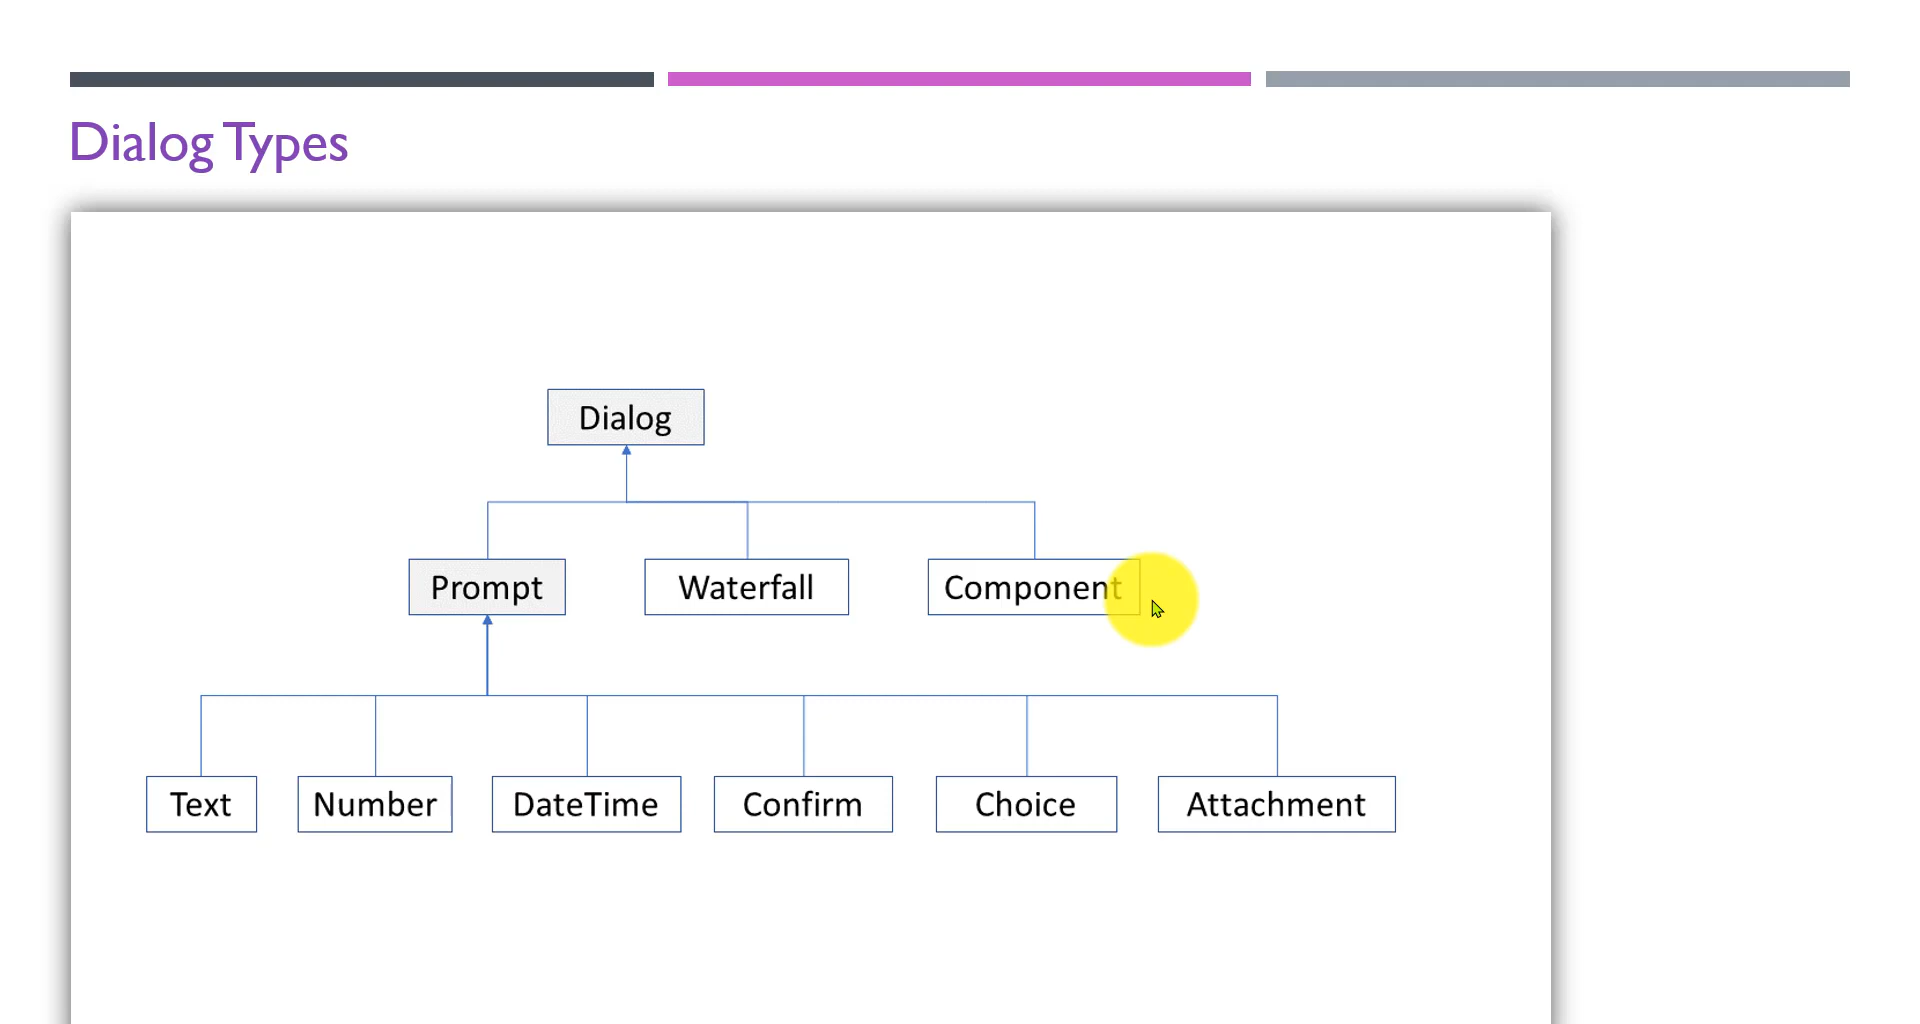 Dialog Types
Dialog
Prompt
Waterfall
Component
Text
Number
DateTime
Confirm
Choice
Attachment